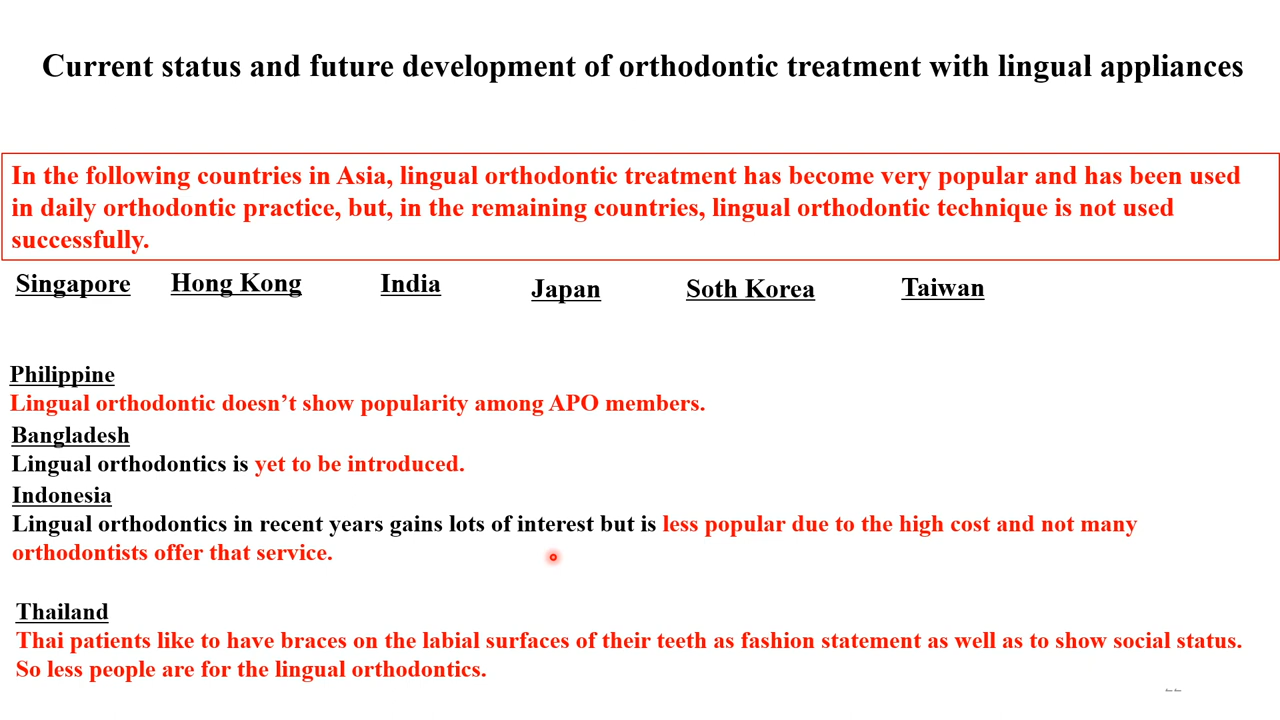 Current status and future development of orthodontic treatment with lingual appliances
In the following countries in Asia, lingual orthodontic treatment has become very popular and has been used
in daily orthodontic practice, but, in the remaining countries, lingual orthodontic technique is not used
successfully.
Singapore Hong Kong India Japan Soth Korea Taiwan
Philippine
Lingual orthodontic doesn’t show popularity among APO members.
Bangladesh
Lingual orthodontics is yet to be introduced.
Indonesia
Lingual orthodontics in recent years gains lots of interest but is less popular due to the high cost and not many
orthodontists offer that service.
Thailand
Thai patients like to have braces on the labial surfaces of their teeth as fashion statement as well as to show social status.
So less people are for the lingual orthodontics.